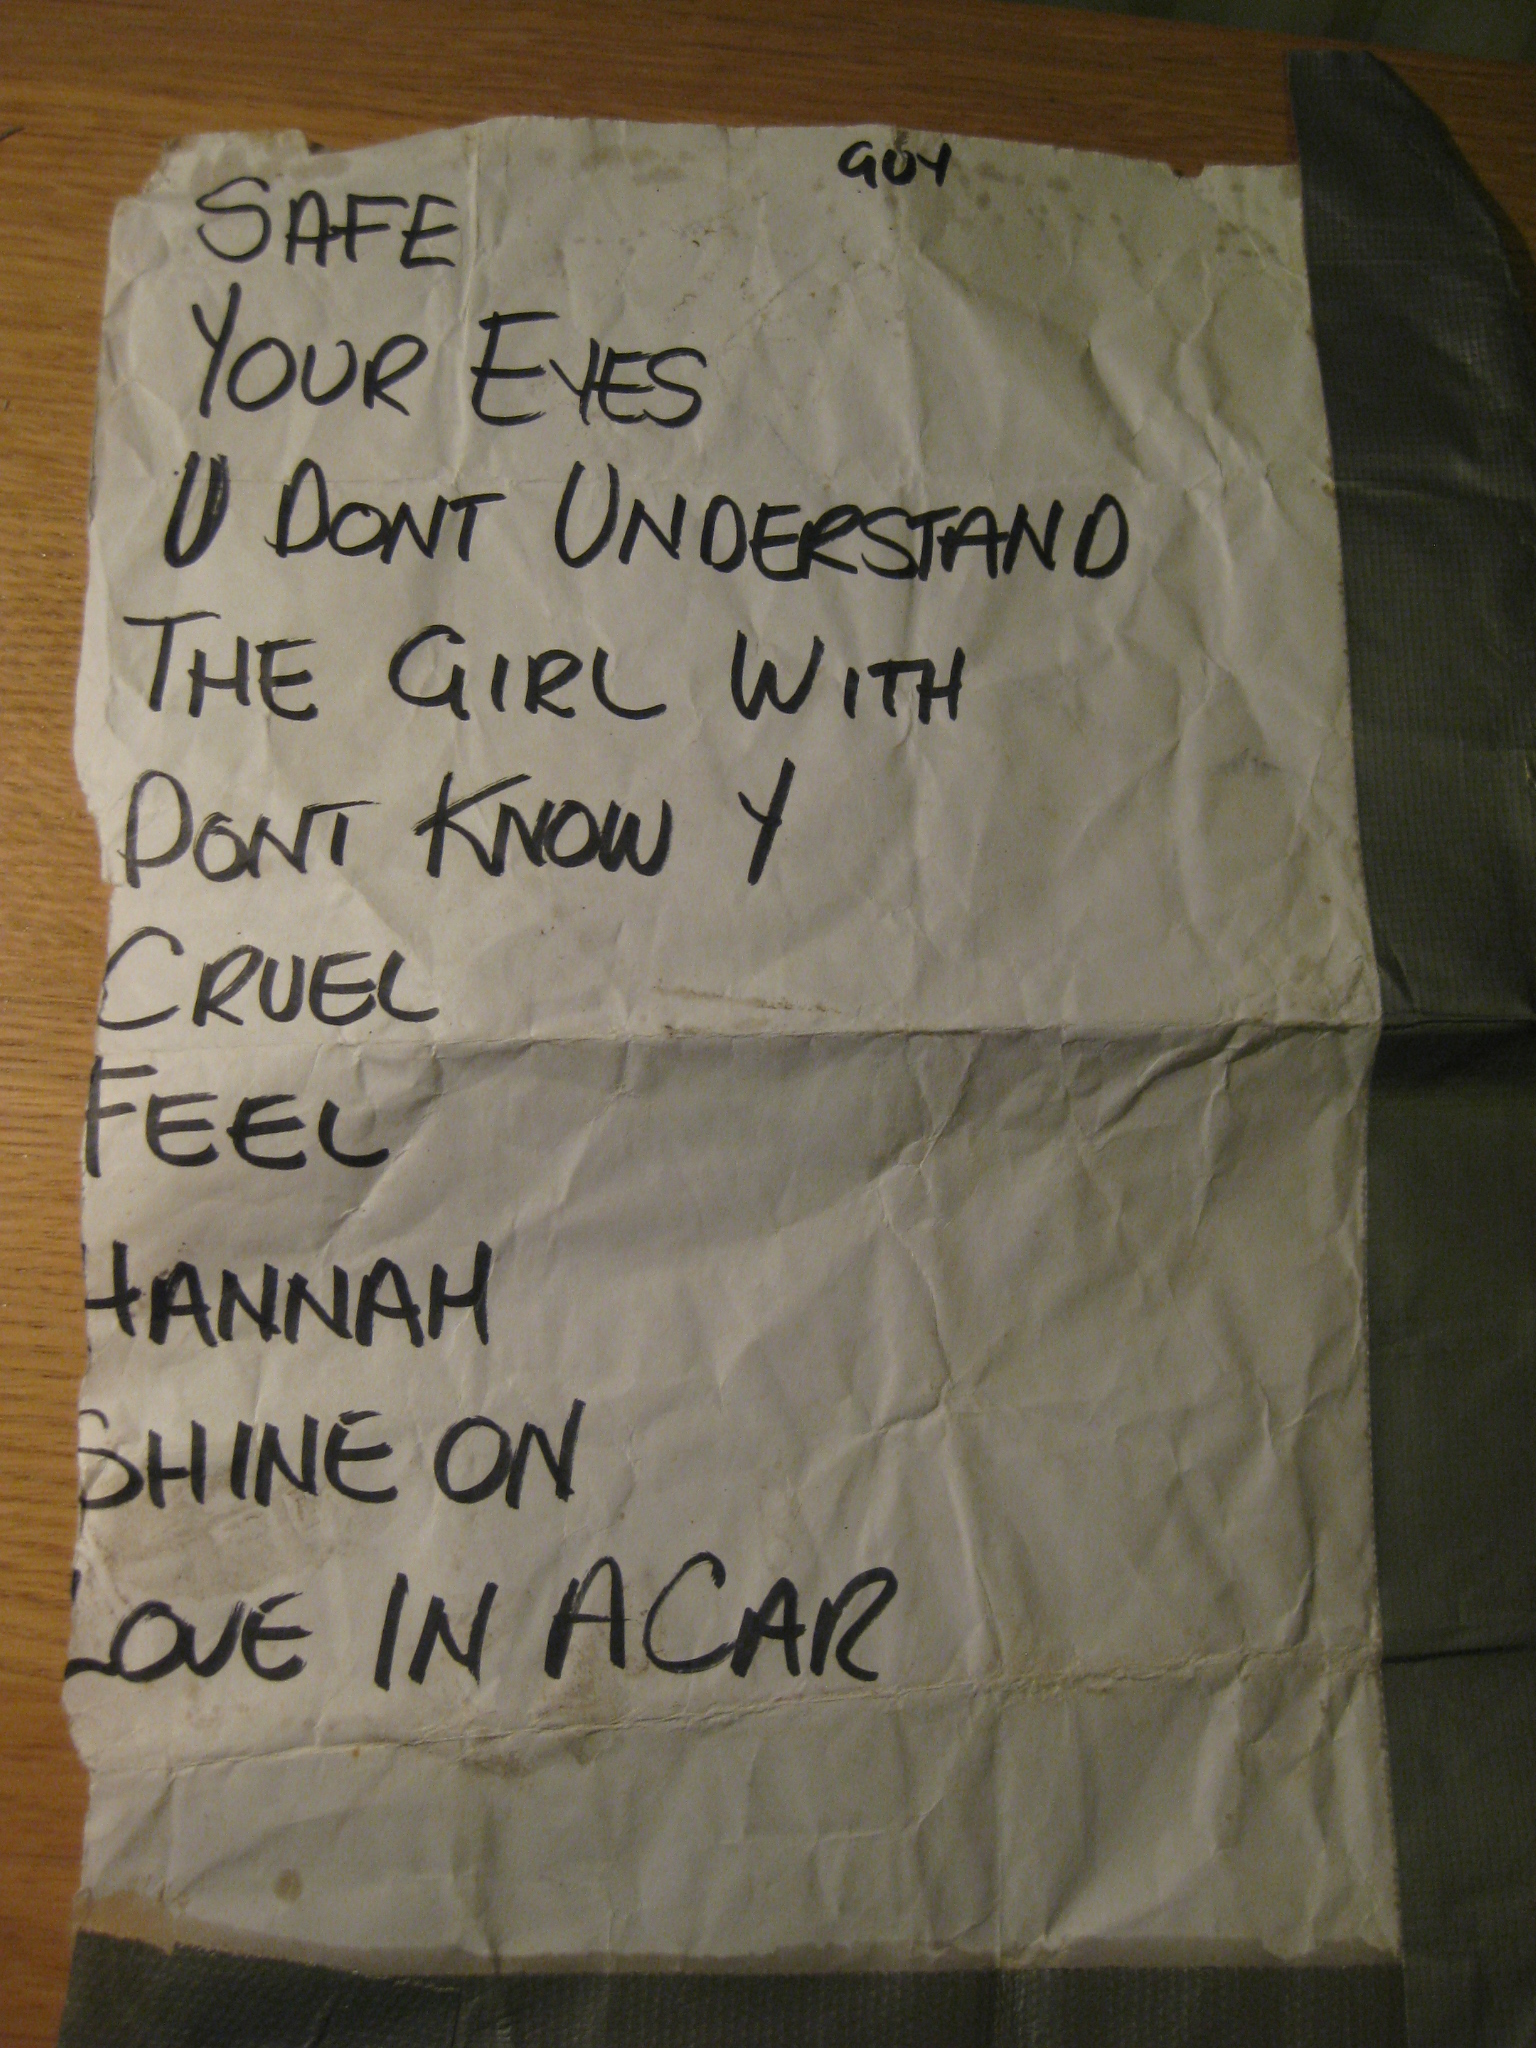 GUY
SAFE
YOUR EYES
U DONT UNDERSTAND
THE GIRL WITH
DONT KNOW Y
CRUEL
FEEL
HANNAH
SHINE ON
LOVE IN A CAR